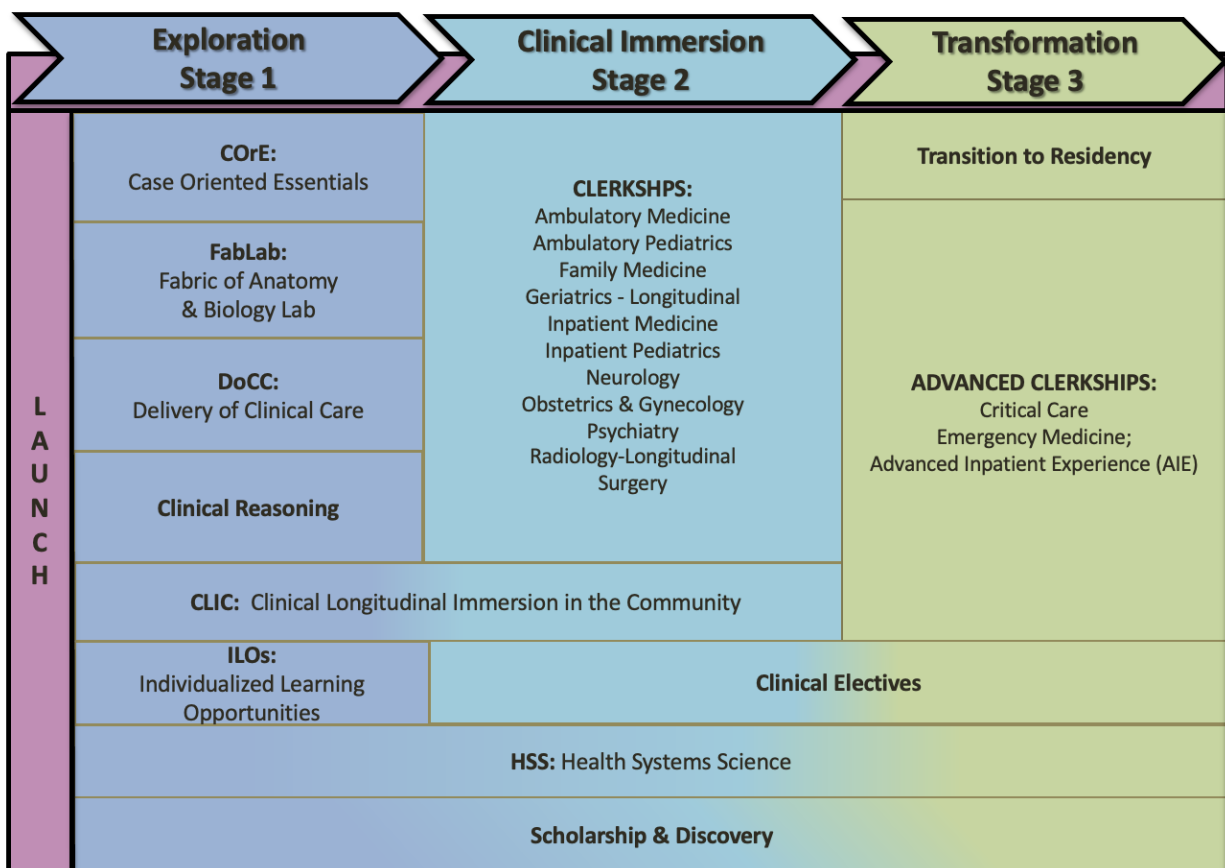 Exploration
Stage 1
Clinical Immersion
Stage 2
Transformation
Stage 3
L
A
U
N
C
H
COrE:
Case Oriented Essentials
FabLab:
Fabric of Anatomy
& Biology Lab
DoCC:
Delivery of Clinical Care
Clinical Reasoning
CLERKSHPS:
Ambulatory Medicine
Ambulatory Pediatrics
Family Medicine
Geriatrics - Longitudinal
Inpatient Medicine
Inpatient Pediatrics
Neurology
Obstetrics & Gynecology
Psychiatry
Radiology-Longitudinal
Surgery
Transition to Residency
ADVANCED CLERKSHIPS:
Critical Care
Emergency Medicine;
Advanced Inpatient Experience (AIE)
CLIC: Clinical Longitudinal Immersion in the Community
ILOs:
Individualized Learning
Opportunities
Clinical Electives
HSS: Health Systems Science
Scholarship & Discovery